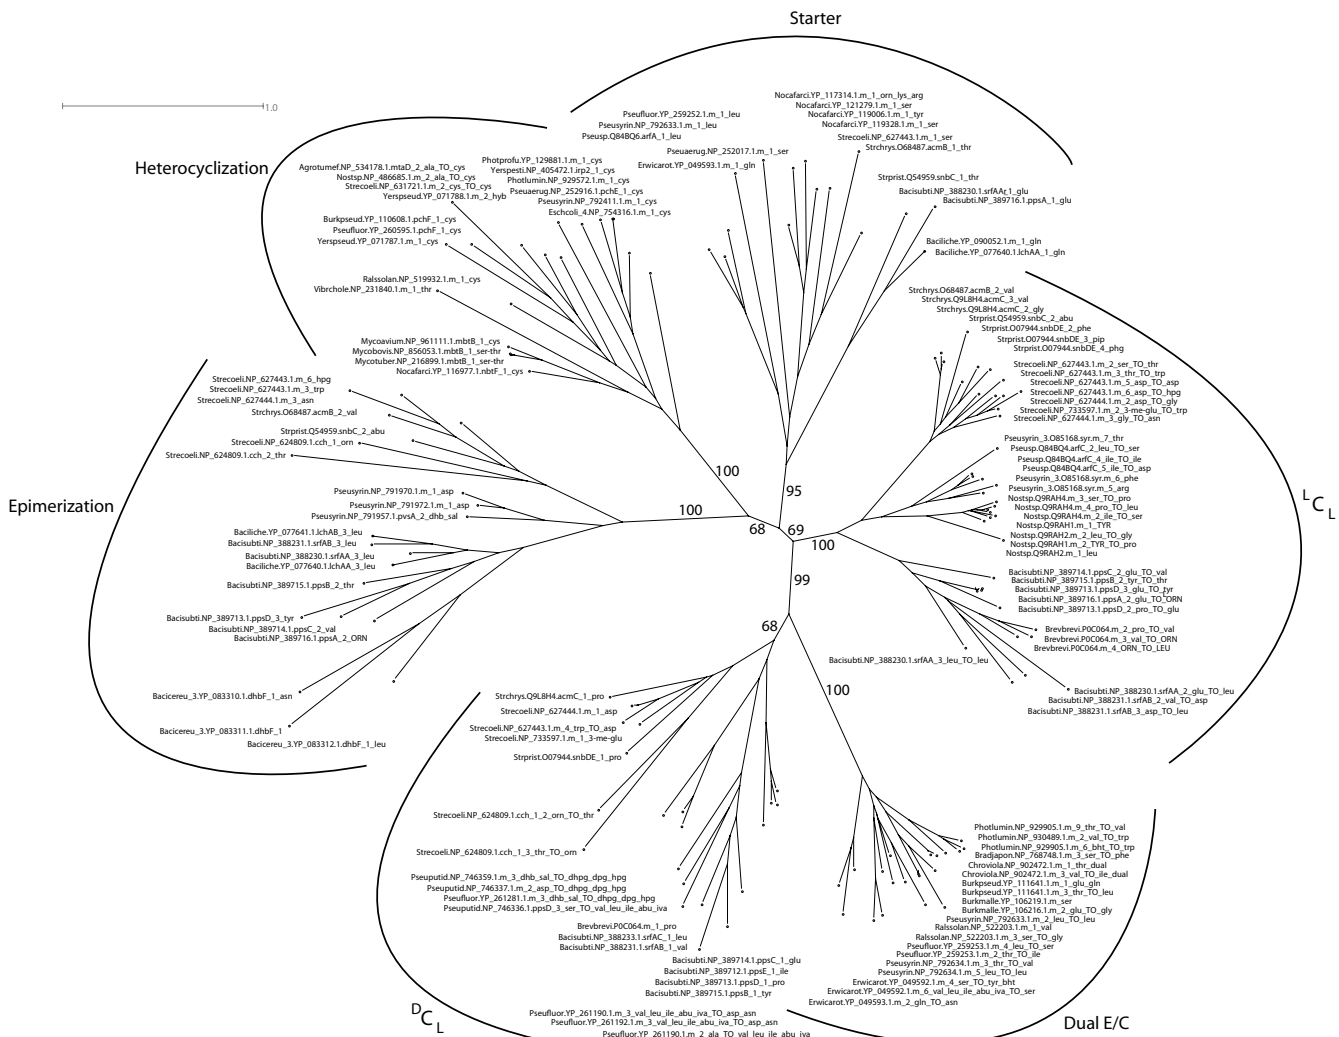 Starter
1.0
Heterocyclization
Pseufluor.YP_259252.1.m_1_leu
Pseusyrin.NP_792633.1.m_1_leu
Pseusp.Q84BQ6.arfA_1_leu
Nocafarci.YP_117314.1.m_1_orn_lys_arg
Nocafarci.YP_121279.1.m_1_ser
Nocafarci.YP_119006.1.m_1_tyr
Nocafarci.YP_119328.1.m_1_ser
Strecoeli.NP_627443.1.m_1_ser
Strchrys.O68487.acmB_1_thr
Pseuaerug.NP_252017.1.m_1_ser
Erwicarot.YP_049593.1.m_1_gln
Strprist.Q54959.snbC_1_thr
Bacisubti.NP_388230.1.srfAA_1_glu
Bacisubti.NP_389716.1.ppsA_1_glu
Baciliche.YP_090052.1.m_1_gln
Baciliche.YP_077640.1.lchAA_1_gln
Agrotumef.NP_534178.1.mtaD_2_ala_TO_cys
Nostsp.NP_486685.1.m_2_ala_TO_cys
Strecoeli.NP_631721.1.m_2_cys_TO_cys
Yerspseud.YP_071788.1.m_2_hyb
Photprofu.YP_129881.1.m_1_cys
Yerspesti.NP_405472.1.irp2_1_cys
Photlumin.NP_929572.1.m_1_cys
Pseuaerug.NP_252916.1.pchE_1_cys
Pseusyrin.NP_792411.1.m_1_cys
Eschcoli_4.NP_754316.1.m_1_cys
Burkpseud.YP_110608.1.pchF_1_cys
Pseufluor.YP_260595.1.pchF_1_cys
Yerspseud.YP_071787.1.m_1_cys
Ralssolan.NP_519932.1.m_1_cys
Vibrchole.NP_231840.1.m_1_thr
Mycoavium.NP_961111.1.mbtB_1_cys
Mycobovis.NP_856053.1.mbtB_1_ser-thr
Mycotuber.NP_216899.1.mbtB_1_ser-thr
Nocafarci.YP_116977.1.nbtF_1_cys
Strchrys.O68487.acmB_2_val
Strchrys.Q9L8H4.acmC_3_val
Strchrys.Q9L8H4.acmC_2_gly
Strprist.Q54959.snbC_2_abu
Strprist.O07944.snbDE_2_phe
Strprist.O07944.snbDE_3_pip
Strprist.O07944.snbDE_4_phg
Strecoeli.NP_627443.1.m_2_ser_TO_thr
Strecoeli.NP_627443.1.m_3_thr_TO_trp
Strecoeli.NP_627443.1.m_5_asp_TO_asp
Strecoeli.NP_627443.1.m_6_asp_TO_hpg
Strecoeli.NP_627444.1.m_2_asp_TO_gly
Strecoeli.NP_733597.1.m_2_3-me-glu_TO_trp
Strecoeli.NP_627444.1.m_3_gly_TO_asn
Pseusyrin_3.O85168.syr.m_7_thr
Pseusp.Q84BQ4.arfC_2_leu_TO_ser
Pseusp.Q84BQ4.arfC_4_ile_TO_ile
Pseusp.Q84BQ4.arfC_5_ile_TO_asp
Pseusyrin_3.O85168.syr.m_6_phe
Pseusyrin_3.O85168.syr.m_5_arg
Nostsp.Q9RAH4.m_3_ser_TO_pro
Nostsp.Q9RAH4.m_4_pro_TO_leu
Nostsp.Q9RAH4.m_2_ile_TO_ser
Nostsp.Q9RAH1.m_1_TYR
Nostsp.Q9RAH2.m_2_leu_TO_gly
Nostsp.Q9RAH1.m_2_TYR_TO_pro
Nostsp.Q9RAH2.m_1_leu
L C L
Bacisubti.NP_389714.1.ppsC_2_glu_TO_val
Bacisubti.NP_389715.1.ppsB_2_tyr_TO_thr
Bacisubti.NP_389713.1.ppsD_3_glu_TO_tyr
Bacisubti.NP_389716.1.ppsA_2_glu_TO_ORN
Bacisubti.NP_389713.1.ppsD_2_pro_TO_glu
Brevbrevi.P0C064.m_2_pro_TO_val
Brevbrevi.P0C064.m_3_val_TO_ORN
Brevbrevi.P0C064.m_4_ORN_TO_LEU
Bacisubti.NP_388230.1.srfAA_3_leu_TO_leu
Bacisubti.NP_388230.1.srfAA_2_glu_TO_leu
Bacisubti.NP_388231.1.srfAB_2_val_TO_asp
Bacisubti.NP_388231.1.srfAB_3_asp_TO_leu
100
95
100
68
69
100
99
68
100
Epimerization
Strecoeli.NP_627443.1.m_6_hpg
Strecoeli.NP_627443.1.m_3_trp
Strecoeli.NP_627444.1.m_3_asn
Strchrys.O68487.acmB_2_val
Strprist.Q54959.snbC_2_abu
Strecoeli.NP_624809.1.cch_1_orn
Strecoeli.NP_624809.1.cch_2_thr
Pseusyrin.NP_791970.1.m_1_asp
Pseusyrin.NP_791972.1.m_1_asp
Pseusyrin.NP_791957.1.pvsA_2_dhb_sal
Baciliche.YP_077641.1.lchAB_3_leu
Bacisubti.NP_388231.1.srfAB_3_leu
Bacisubti.NP_388230.1.srfAA_3_leu
Baciliche.YP_077640.1.lchAA_3_leu
Bacisubti.NP_389715.1.ppsB_2_thr
Bacisubti.NP_389713.1.ppsD_3_tyr
Bacisubti.NP_389714.1.ppsC_2_val
Bacisubti.NP_389716.1.ppsA_2_ORN
Bacicereu_3.YP_083310.1.dhbF_1_asn
Bacicereu_3.YP_083311.1.dhbF_1
Bacicereu_3.YP_083312.1.dhbF_1_leu
Strchrys.Q9L8H4.acmC_1_pro
Strecoeli.NP_627444.1.m_1_asp
Strecoeli.NP_627443.1.m_4_trp_TO_asp
Strecoeli.NP_733597.1.m_1_3-me-glu
Strprist.O07944.snbDE_1_pro
Strecoeli.NP_624809.1.cch_1_2_orn_TO_thr
Strecoeli.NP_624809.1.cch_1_3_thr_TO_orn
Pseuputid.NP_746359.1.m_3_dhb_sal_TO_dhpg_dpg_hpg
Pseuputid.NP_746337.1.m_2_asp_TO_dhpg_dpg_hpg
Pseufluor.YP_261281.1.m_3_dhb_sal_TO_dhpg_dpg_hpg
Pseuputid.NP_746336.1.ppsD_3_ser_TO_val_leu_ile_abu_iva
Brevbrevi.P0C064.m_1_pro
Bacisubti.NP_388233.1.srfAC_1_leu
Bacisubti.NP_388231.1.srfAB_1_val
Bacisubti.NP_389714.1.ppsC_1_glu
Bacisubti.NP_389712.1.ppsE_1_ile
Bacisubti.NP_389713.1.ppsD_1_pro
Bacisubti.NP_389715.1.ppsB_1_tyr
Pseufluor.YP_261190.1.m_3_val_leu_ile_abu_iva_TO_asp_asn
Pseufluor.YP_261192.1.m_3_val_leu_ile_abu_iva_TO_asp_asn
Pseufluor.YP_261190.1.m_2_ala_TO_val_leu_ile_abu_iva
D C L
Photlumin.NP_929905.1.m_9_thr_TO_val
Photlumin.NP_930489.1.m_2_val_TO_trp
Photlumin.NP_929905.1.m_6_bht_TO_trp
Bradjapon.NP_768748.1.m_3_ser_TO_phe
Chroviola.NP_902472.1.m_1_thr_dual
Chroviola.NP_902472.1.m_3_val_TO_ile_dual
Burkpseud.YP_111641.1.m_1_glu_gln
Burkpseud.YP_111641.1.m_3_thr_TO_leu
Burkmalle.YP_106219.1.m_ser
Burkmalle.YP_106216.1.m_2_glu_TO_gly
Pseusyrin.NP_792633.1.m_2_leu_TO_leu
Ralssolan.NP_522203.1.m_1_val
Ralssolan.NP_522203.1.m_3_ser_TO_gly
Pseufluor.YP_259253.1.m_4_leu_TO_ser
Pseufluor.YP_259253.1.m_2_thr_TO_ile
Pseusyrin.NP_792634.1.m_3_thr_TO_val
Pseusyrin.NP_792634.1.m_5_leu_TO_leu
Erwicarot.YP_049592.1.m_4_ser_TO_tyr_bht
Erwicarot.YP_049592.1.m_6_val_leu_ile_abu_iva_TO_ser
Erwicarot.YP_049593.1.m_2_gln_TO_asn
Dual E/C